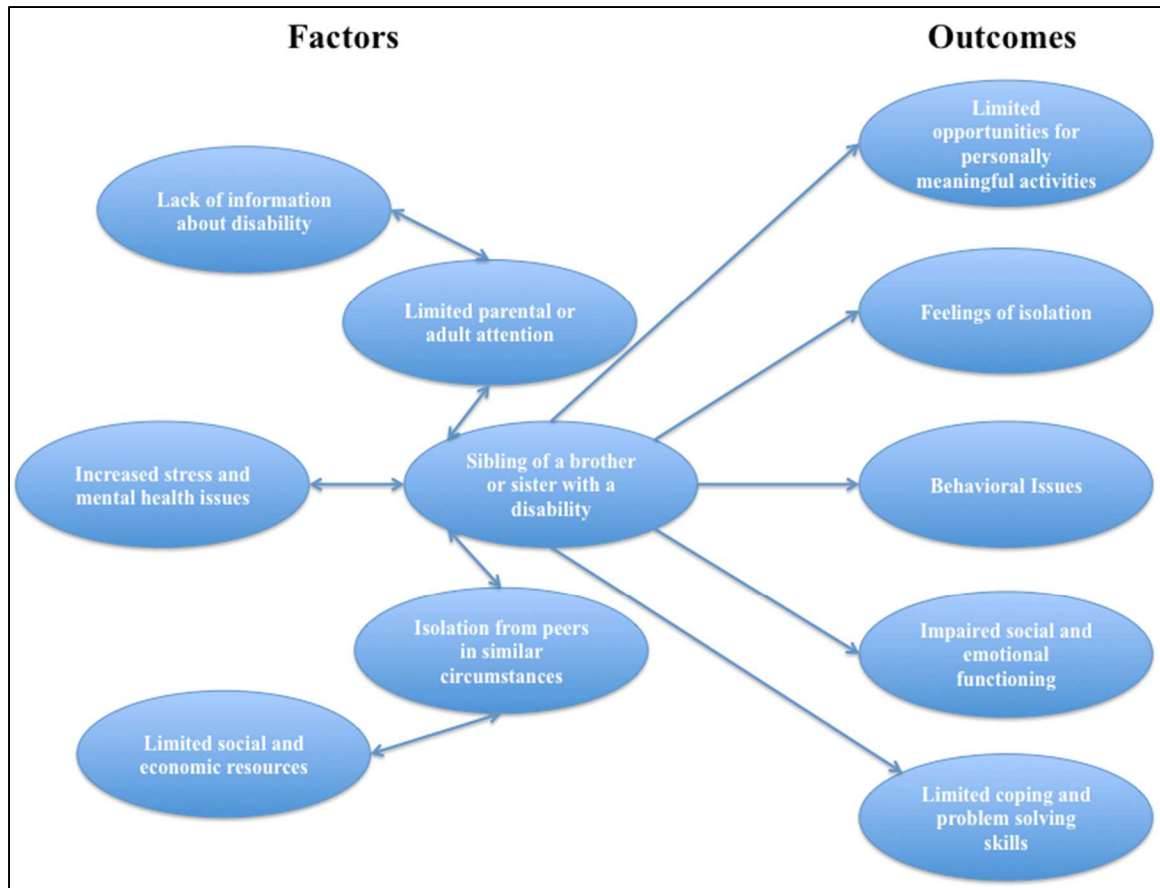 Factors
Outcomes
Limited
opportunities for
personally
meaningful activities
Lack of information
about disability
Limited parental or
adult attention
Feelings of isolation
Increased stress and
mental health issues
Sibling of a brother
or sister with a
disability
Behavioral Issues
Isolation from peers
in similar
circumstances
Impaired social and
emotional
functioning
Limited social and
economic resources
Limited coping and
problem solving
skills